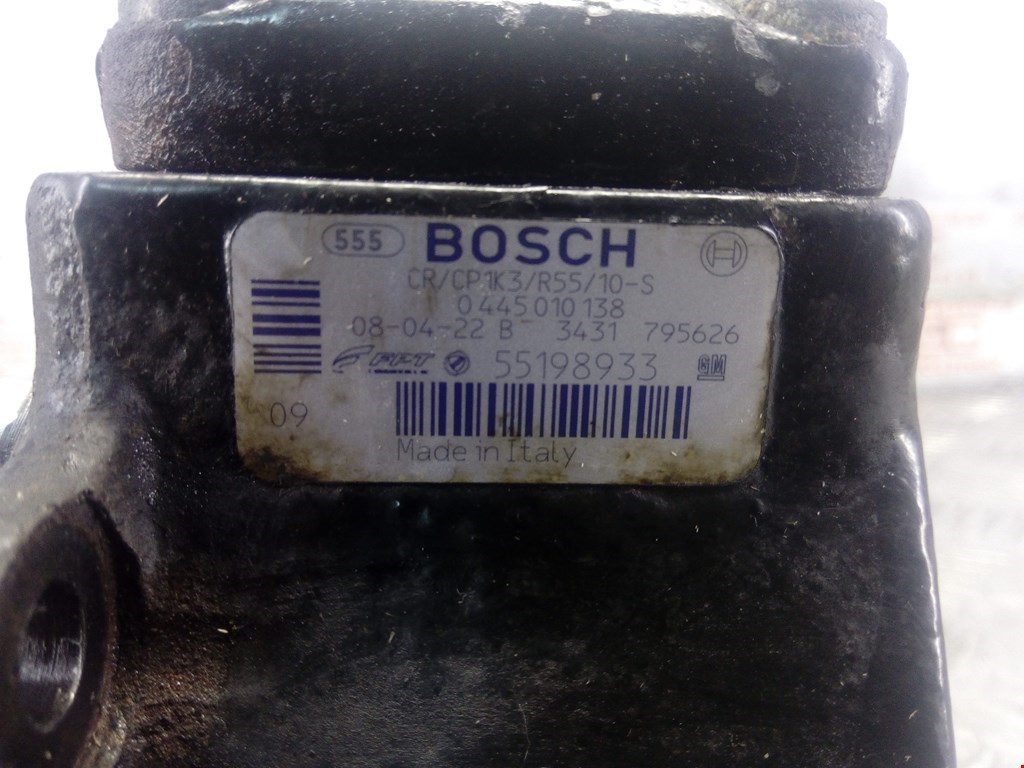 555 BOSCH
CR/CP1K3/R55/10-S
0 445 010 138
08-04-22 B 3431 795626
FPT 55198933 GM
09
Made in Italy